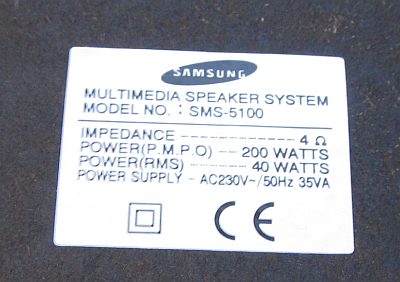 SAMSUNG
MULTIMEDIA SPEAKER SYSTEM
MODEL NO. : SMS-5100
IMPEDANCE -------- 4 Ω
POWER(P.M.P.O) --- 200 WATTS
POWER(RMS) ------ 40 WATTS
POWER SUPPLY - AC230V~/50Hz 35VA
CE